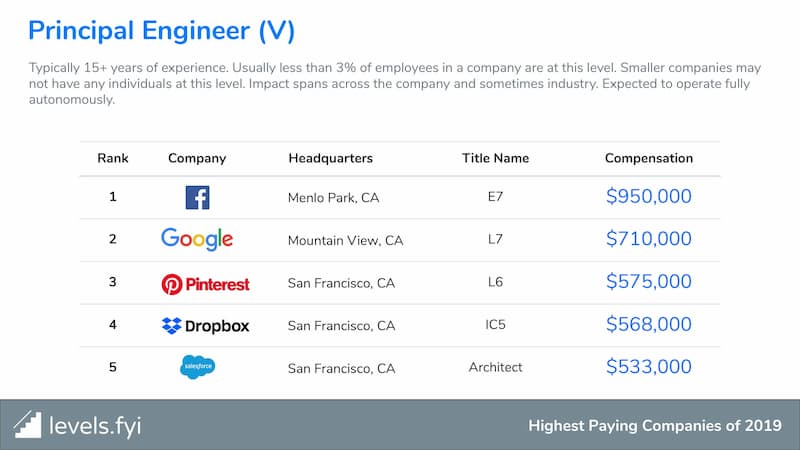 Principal Engineer (V)
Typically 15+ years of experience. Usually less than 3% of employees in a company are at this level. Smaller companies may
not have any individuals at this level. Impact spans across the company and sometimes industry. Expected to operate fully
autonomously.
Rank Company Headquarters Title Name Compensation
1 f Menlo Park, CA E7 $950,000
2 Google Mountain View, CA L7 $710,000
3 Pinterest San Francisco, CA L6 $575,000
4 Dropbox San Francisco, CA IC5 $568,000
5 salesforce San Francisco, CA Architect $533,000
levels.fyi Highest Paying Companies of 2019